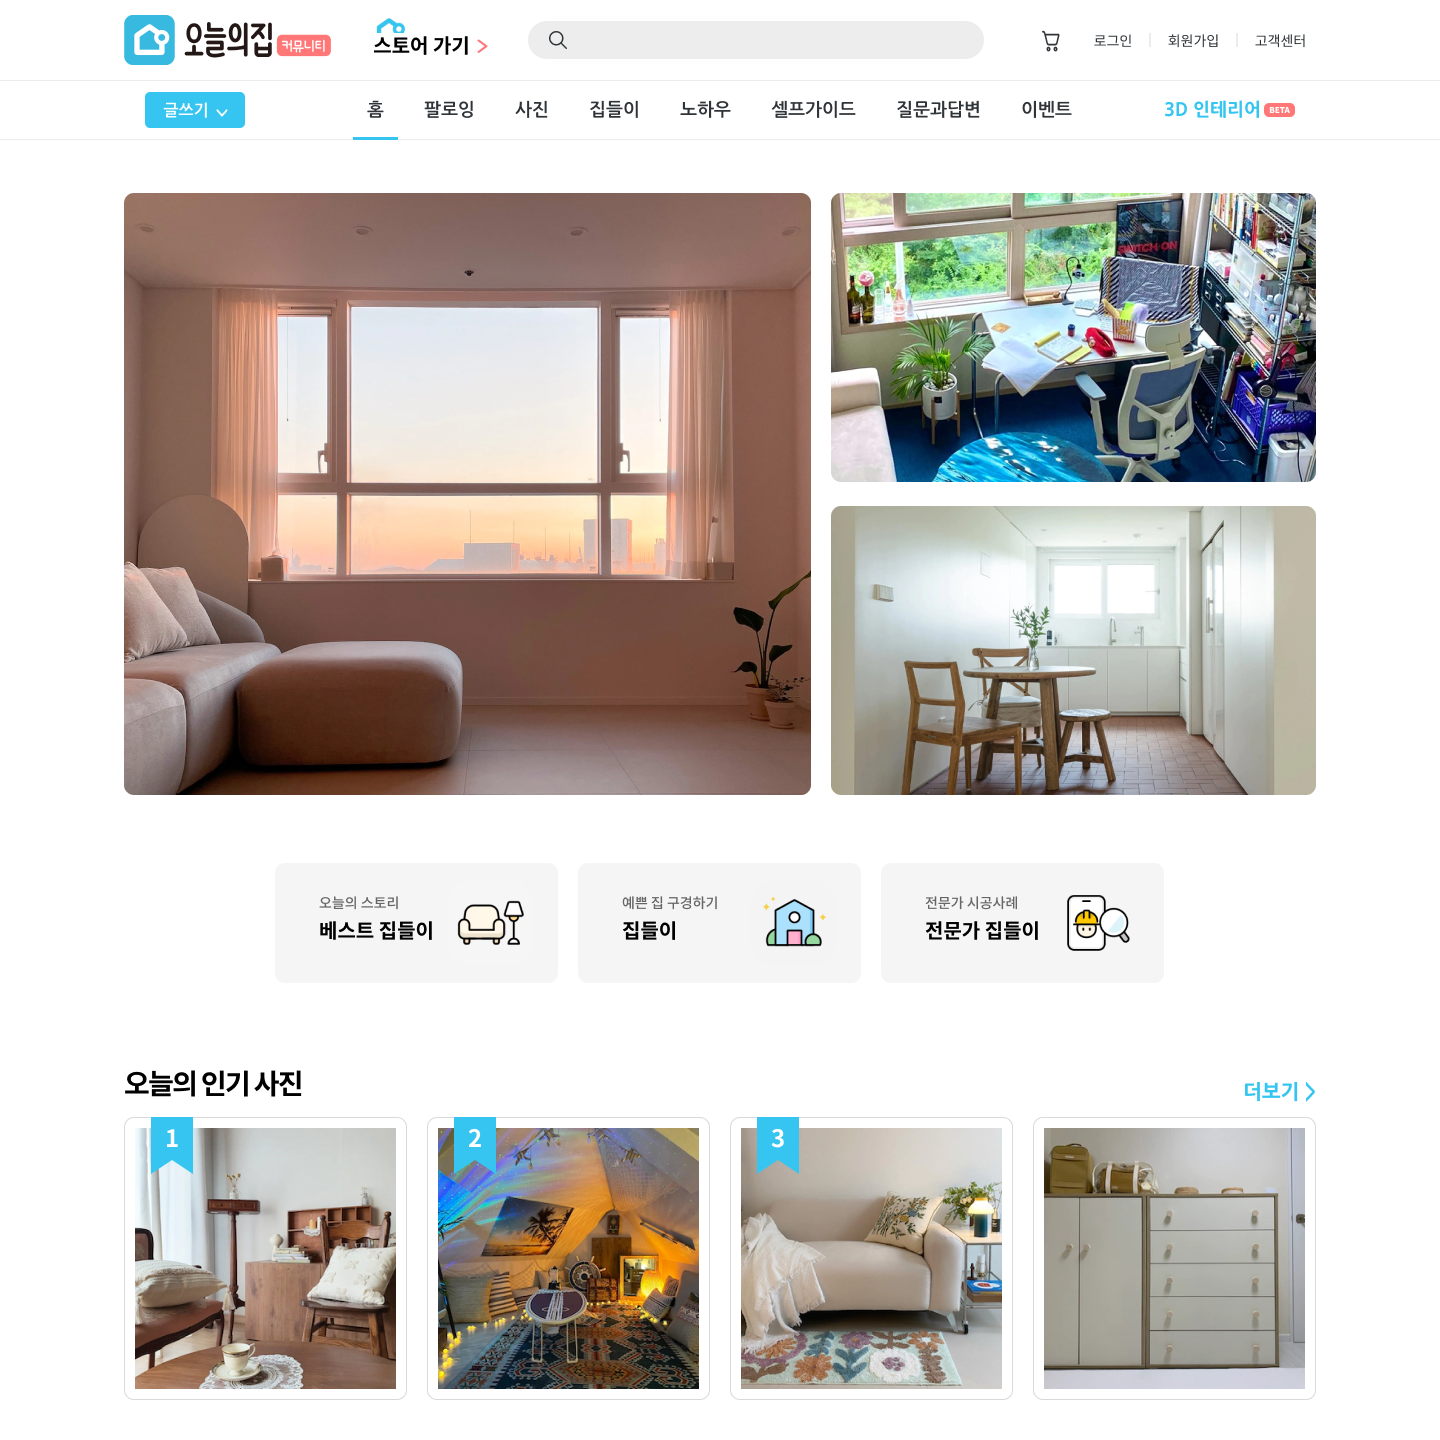 오늘의집 커뮤니티
스토어 가기
로그인
회원가입
고객센터
글쓰기
홈
팔로잉
사진
집들이
노하우
셀프가이드
질문과답변
이벤트
3D 인테리어 BETA
SWITCH-ON
오늘의 스토리
베스트 집들이
예쁜 집 구경하기
집들이
전문가 시공사례
전문가 집들이
오늘의 인기 사진
더보기
1
2
3